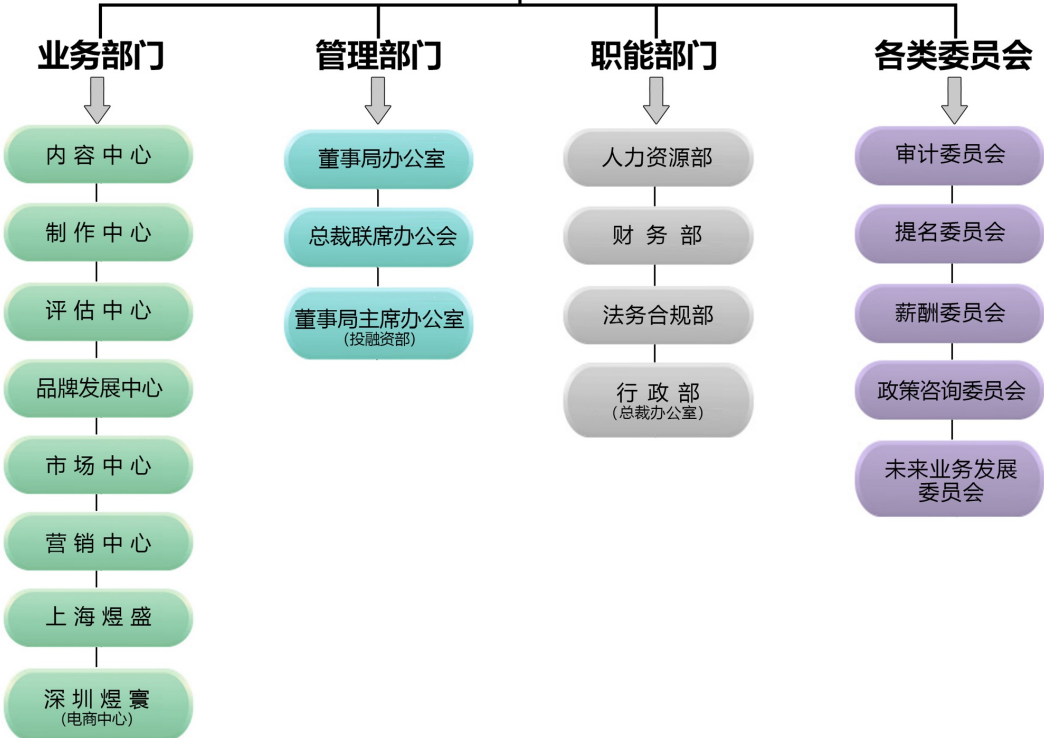 业务部门
内容中心
制作中心
评估中心
品牌发展中心
市场中心
营销中心
上海煜盛
深圳煜寰
(电商中心)
管理部门
董事局办公室
总裁联席办公会
董事局主席办公室
(投融资部)
职能部门
人力资源部
财务部
法务合规部
行政部
(总裁办公室)
各类委员会
审计委员会
提名委员会
薪酬委员会
政策咨询委员会
未来业务发展
委员会